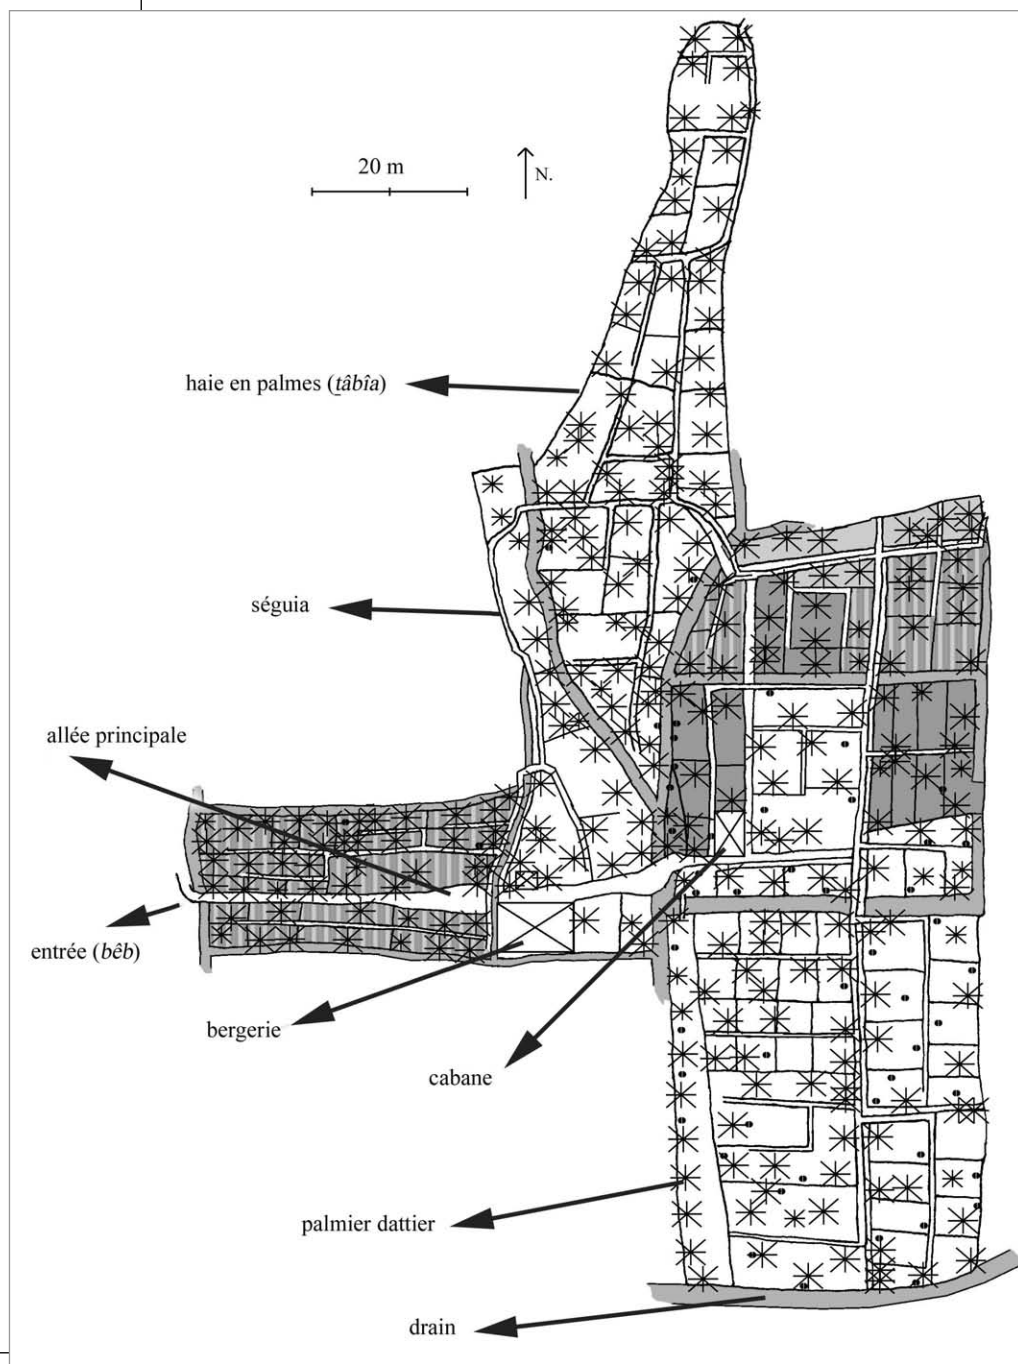 20 m
N.
haie en palmes (ṯâbîa)
séguia
allée principale
entrée (bêb)
bergerie
cabane
palmier dattier
drain